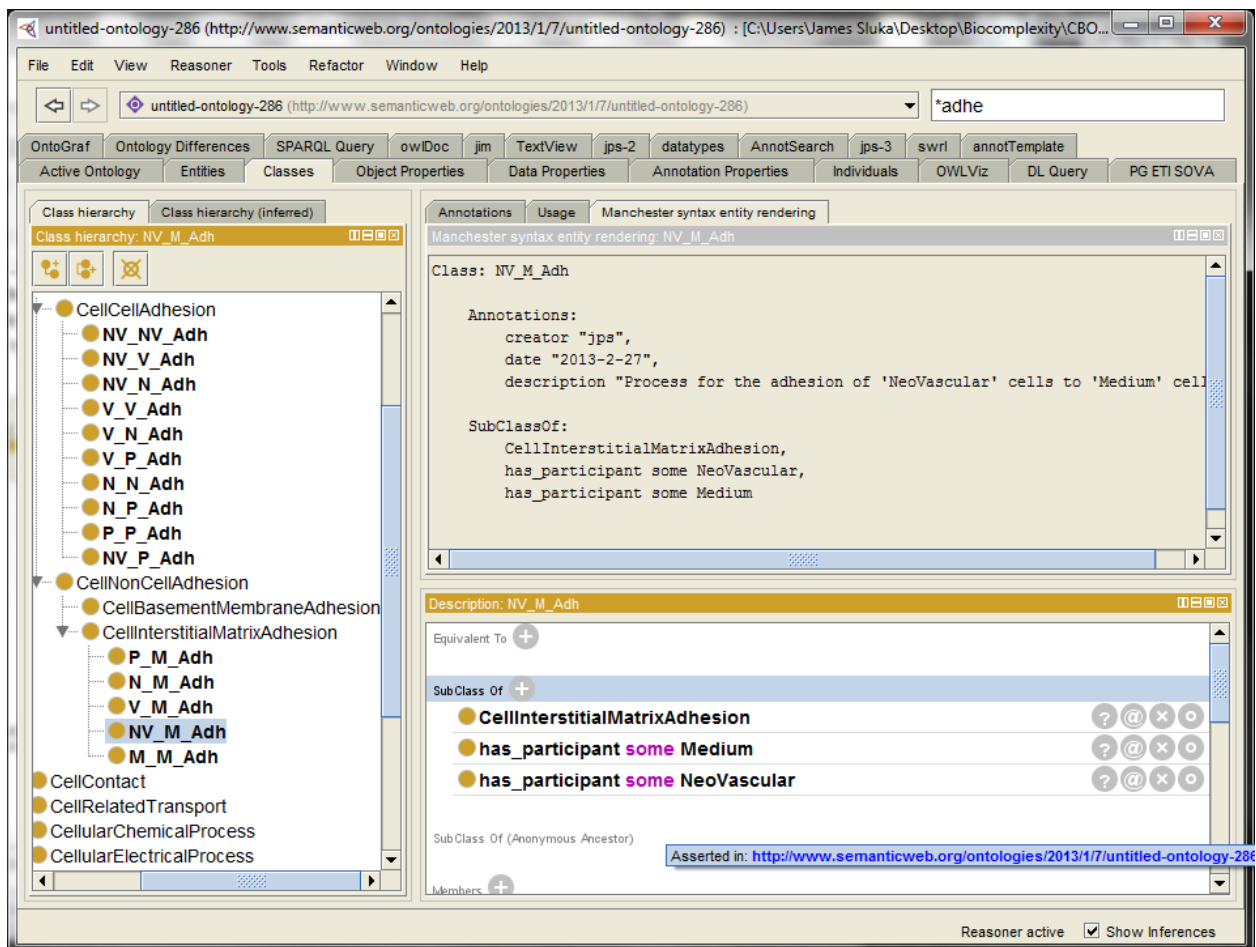 untitled-ontology-286 (http://www.semanticweb.org/ontologies/2013/1/7/untitled-ontology-286) : [C:\Users\James Sluka\Desktop\Biocomplexity\CBO...
File Edit View Reasoner Tools Refactor Window Help
untitled-ontology-286 (http://www.semanticweb.org/ontologies/2013/1/7/untitled-ontology-286) *adhe
OntoGraf Ontology Differences SPARQL Query owlDoc jim TextView jps-2 datatypes AnnotSearch jps-3 swrl annotTemplate
Active Ontology Entities Classes Object Properties Data Properties Annotation Properties Individuals OWLViz DL Query PG ETI SOVA
Class hierarchy Class hierarchy (inferred)
Class hierarchy: NV_M_Adh
CellCellAdhesion
NV_NV_Adh
NV_V_Adh
NV_N_Adh
V_V_Adh
V_N_Adh
V_P_Adh
N_N_Adh
N_P_Adh
P_P_Adh
NV_P_Adh
CellNonCellAdhesion
CellBasementMembraneAdhesion
CellInterstitialMatrixAdhesion
P_M_Adh
N_M_Adh
V_M_Adh
NV_M_Adh
M_M_Adh
CellContact
CellRelatedTransport
CellularChemicalProcess
CellularElectricalProcess
Annotations Usage Manchester syntax entity rendering
Manchester syntax entity rendering: NV_M_Adh
Class: NV_M_Adh
Annotations:
creator "jps",
date "2013-2-27",
description "Process for the adhesion of 'NeoVascular' cells to 'Medium' cell
SubClassOf:
CellInterstitialMatrixAdhesion,
has_participant some NeoVascular,
has_participant some Medium
Description: NV_M_Adh
Equivalent To
SubClass Of
CellInterstitialMatrixAdhesion
has_participant some Medium
has_participant some NeoVascular
SubClass Of (Anonymous Ancestor)
Asserted in: http://www.semanticweb.org/ontologies/2013/1/7/untitled-ontology-286
Members
Reasoner active Show Inferences